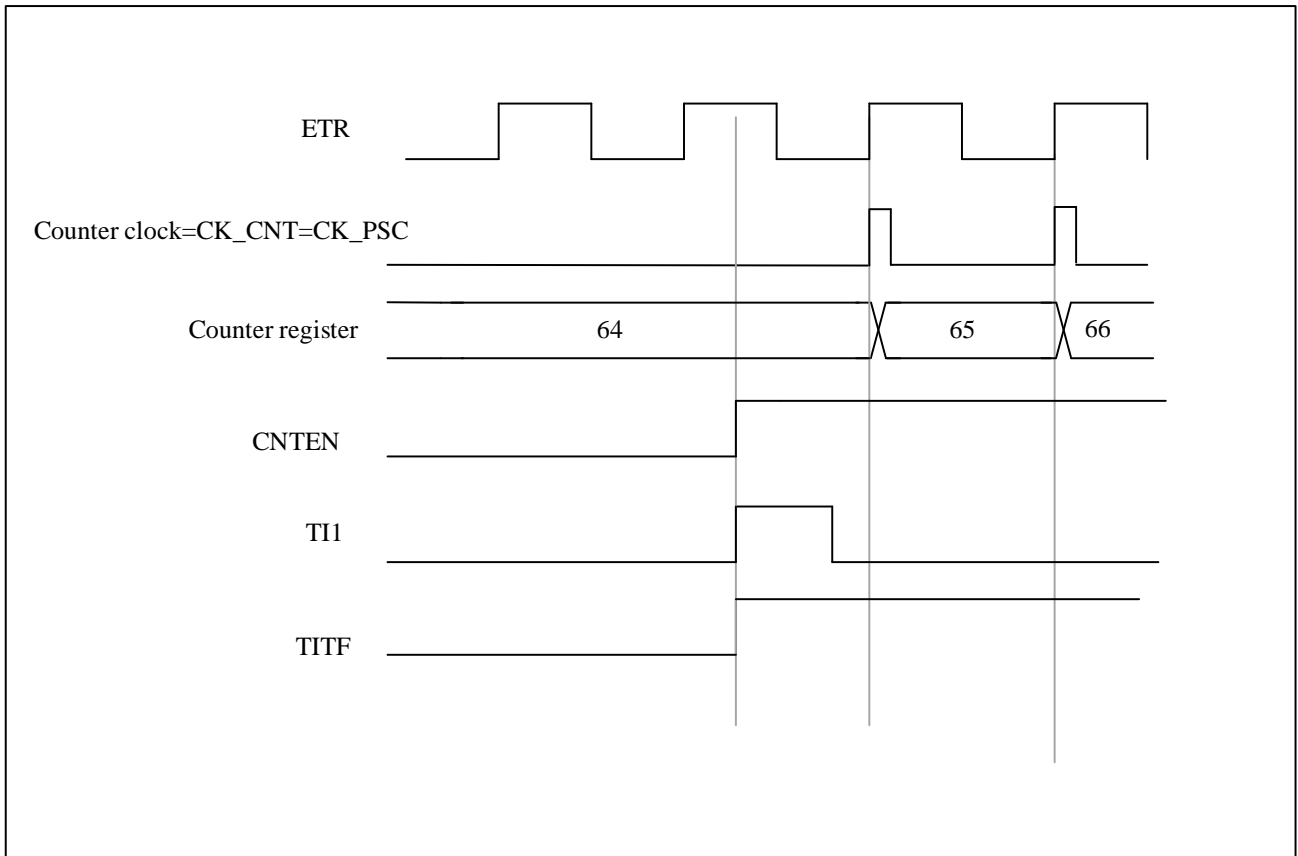 ETR
Counter clock=CK_CNT=CK_PSC
Counter register
64
65
66
CNTEN
TI1
TITF